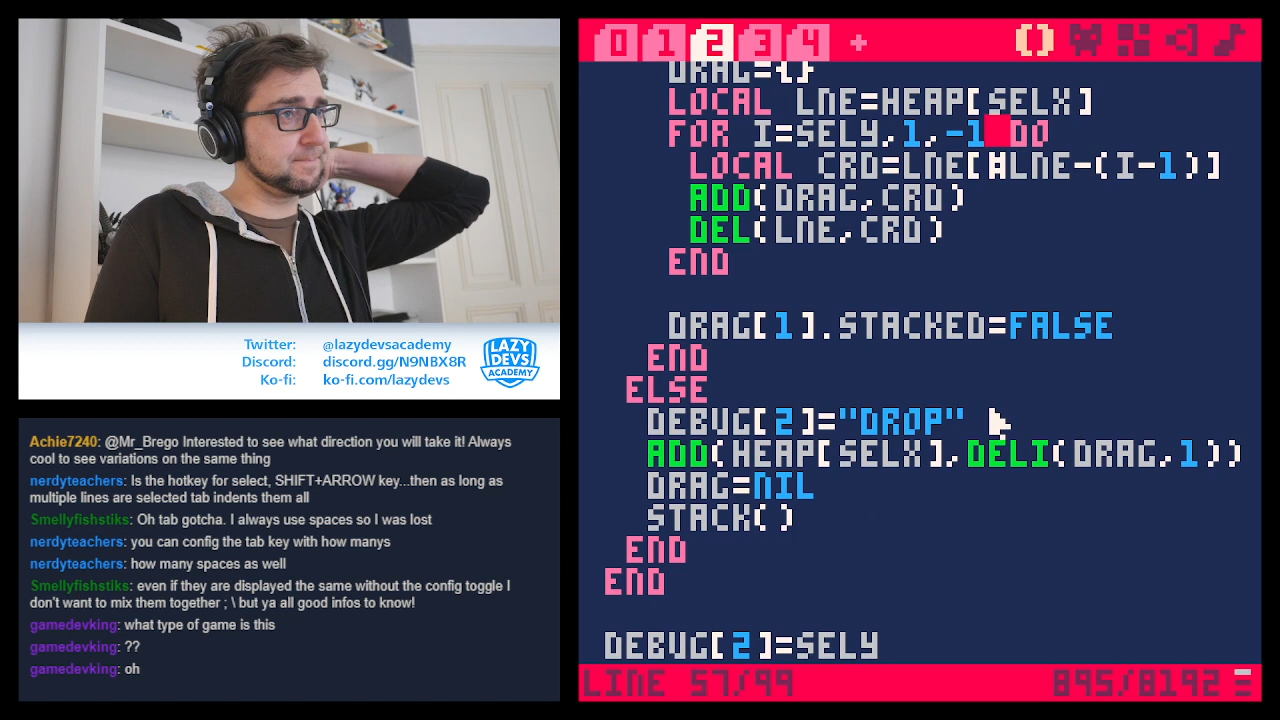 Twitter: @lazydevsacademy
Discord: discord.gg/N9NBX8R
Ko-fi: ko-fi.com/lazydevs
LAZY
DEVS
ACADEMY
Achie7240: @Mr_Brego Interested to see what direction you will take it! Always
cool to see variations on the same thing
nerdyteachers: Is the hotkey for select, SHIFT+ARROW key...then as long as
multiple lines are selected tab indents them all
Smellyfishstiks: Oh tab gotcha. I always use spaces so I was lost
nerdyteachers: you can config the tab key with how manys
nerdyteachers: how many spaces as well
Smellyfishstiks: even if they are displayed the same without the config toggle I
don't want to mix them together ; \ but ya all good infos to know!
gamedevking: what type of game is this
gamedevking: ??
gamedevking: oh
0 1 2 3 4 +
DRAG={}
LOCAL LNE=HEAP[SELX]
FOR I=SELY,1,-1 DO
LOCAL CRD=LNE[#LNE-(I-1)]
ADD(DRAG,CRD)
DEL(LNE,CRD)
END
DRAG[1].STACKED=FALSE
END
ELSE
DEBUG[2]="DROP"
ADD(HEAP[SELX],DELI(DRAG,1))
DRAG=NIL
STACK()
END
END
DEBUG[2]=SELY
LINE 57/99
895/8192